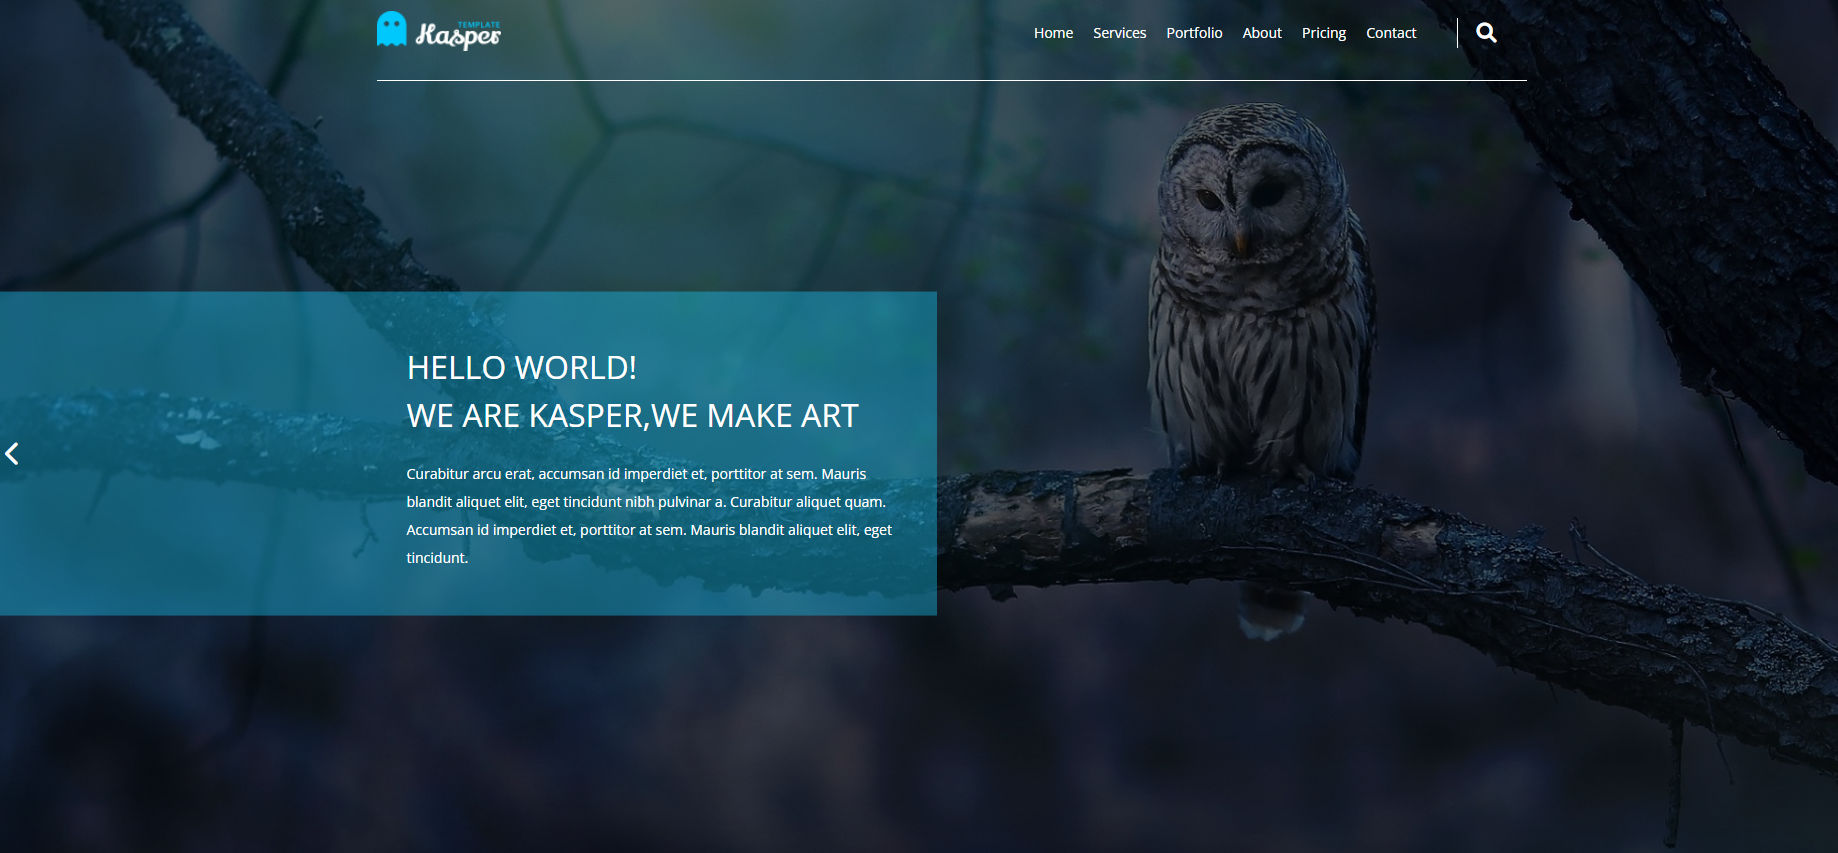 TEMPLATE
Kasper
Home Services Portfolio About Pricing Contact
HELLO WORLD!
WE ARE KASPER,WE MAKE ART
Curabitur arcu erat, accumsan id imperdiet et, porttitor at sem. Mauris
blandit aliquet elit, eget tincidunt nibh pulvinar a. Curabitur aliquet quam.
Accumsan id imperdiet et, porttitor at sem. Mauris blandit aliquet elit, eget
tincidunt.